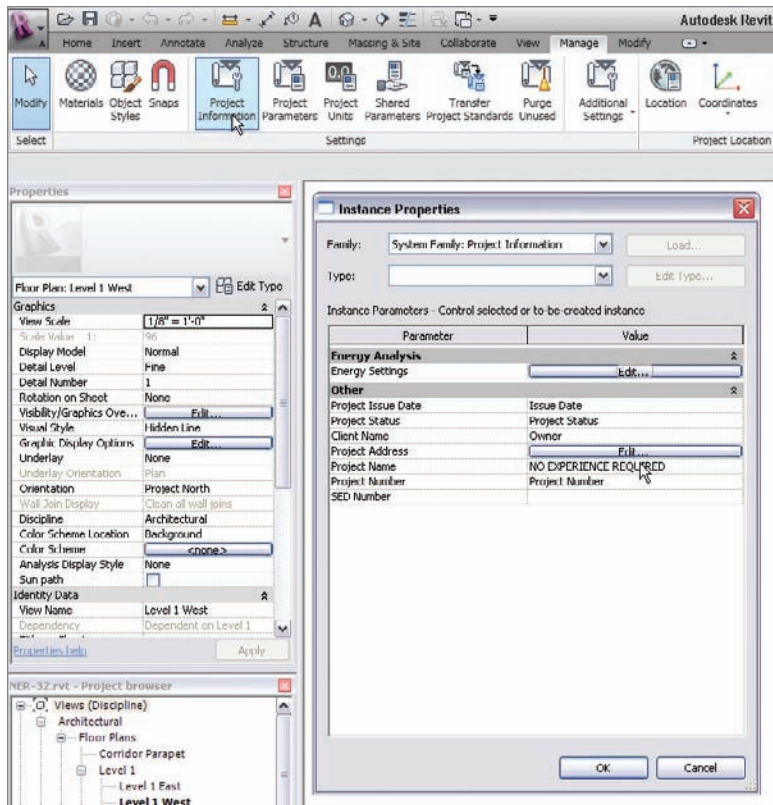 Autodesk Revit
Home Insert Annotate Analyze Structure Massing & Site Collaborate View Manage Modify
Modify Materials Object Styles Snaps Project Information Project Parameters Project Units Shared Parameters Transfer Project Standards Purge Unused Additional Settings Location Coordinates
Select Settings Project Location
Properties
Floor Plan: Level 1 West Edit Type
Graphics
View Scale 1/8" = 1'-0"
Scale Value 1: 96
Display Model Normal
Detail Level Fine
Detail Number 1
Rotation on Sheet None
Visibility/Graphics Ove... Edit...
Visual Style Hidden Line
Graphic Display Options Edit...
Underlay None
Underlay Orientation Plan
Orientation Project North
Wall Join Display Clean all wall joins
Discipline Architectural
Color Scheme Location Background
Color Scheme <none>
Analysis Display Style None
Sun path
Identity Data
View Name Level 1 West
Dependency Dependent on Level 1
Properties help Apply
NER-32.rvt - Project browser
Views (Discipline)
Architectural
Floor Plans
Corridor Parapet
Level 1
Level 1 East
Level 1 West
Instance Properties
Family: System Family: Project Information Load...
Type: Edit Type...
Instance Parameters - Control selected or to-be-created instance
Parameter Value
Energy Analysis
Energy Settings Edit...
Other
Project Issue Date Issue Date
Project Status Project Status
Client Name Owner
Project Address Edit...
Project Name NO EXPERIENCE REQUIRED
Project Number Project Number
SED Number
OK Cancel